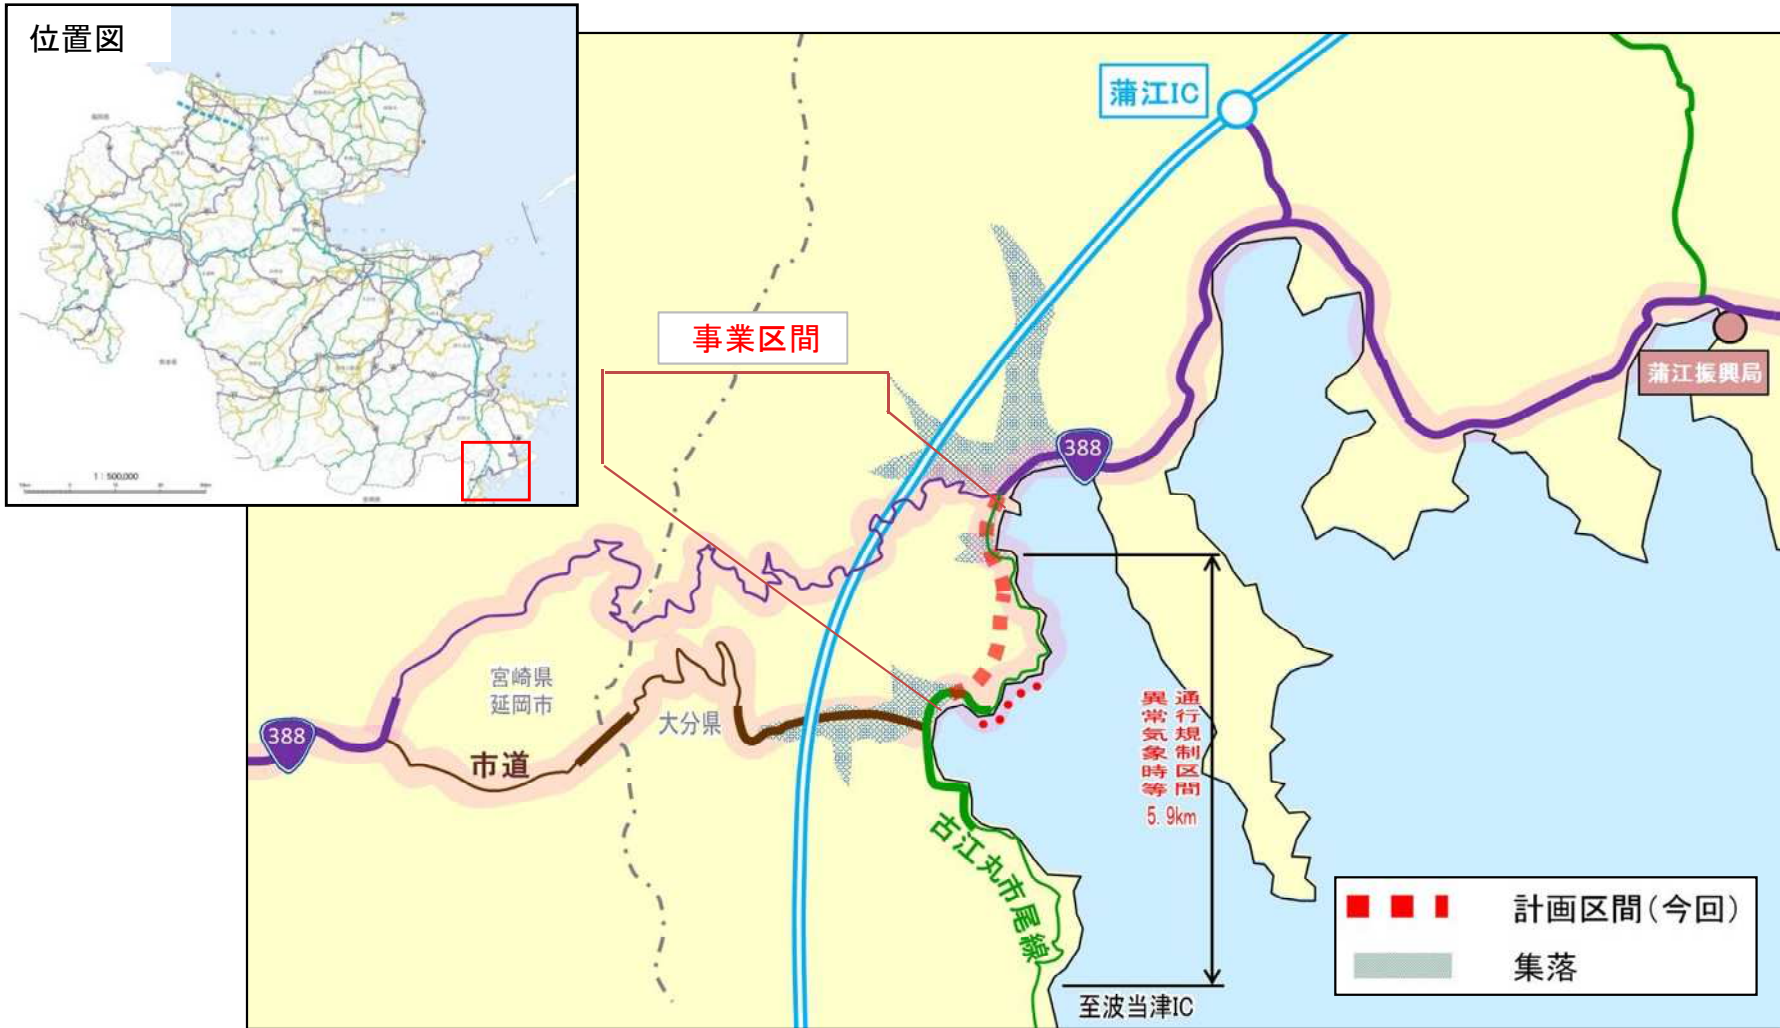 位置図
1:500,000
蒲江IC
事業区間
蒲江振興局
388
宮崎県
延岡市
大分県
388
市道
通行規制区間
異常気象時等
5.9km
古江丸市尾線
至波当津IC
計画区間(今回)
集落